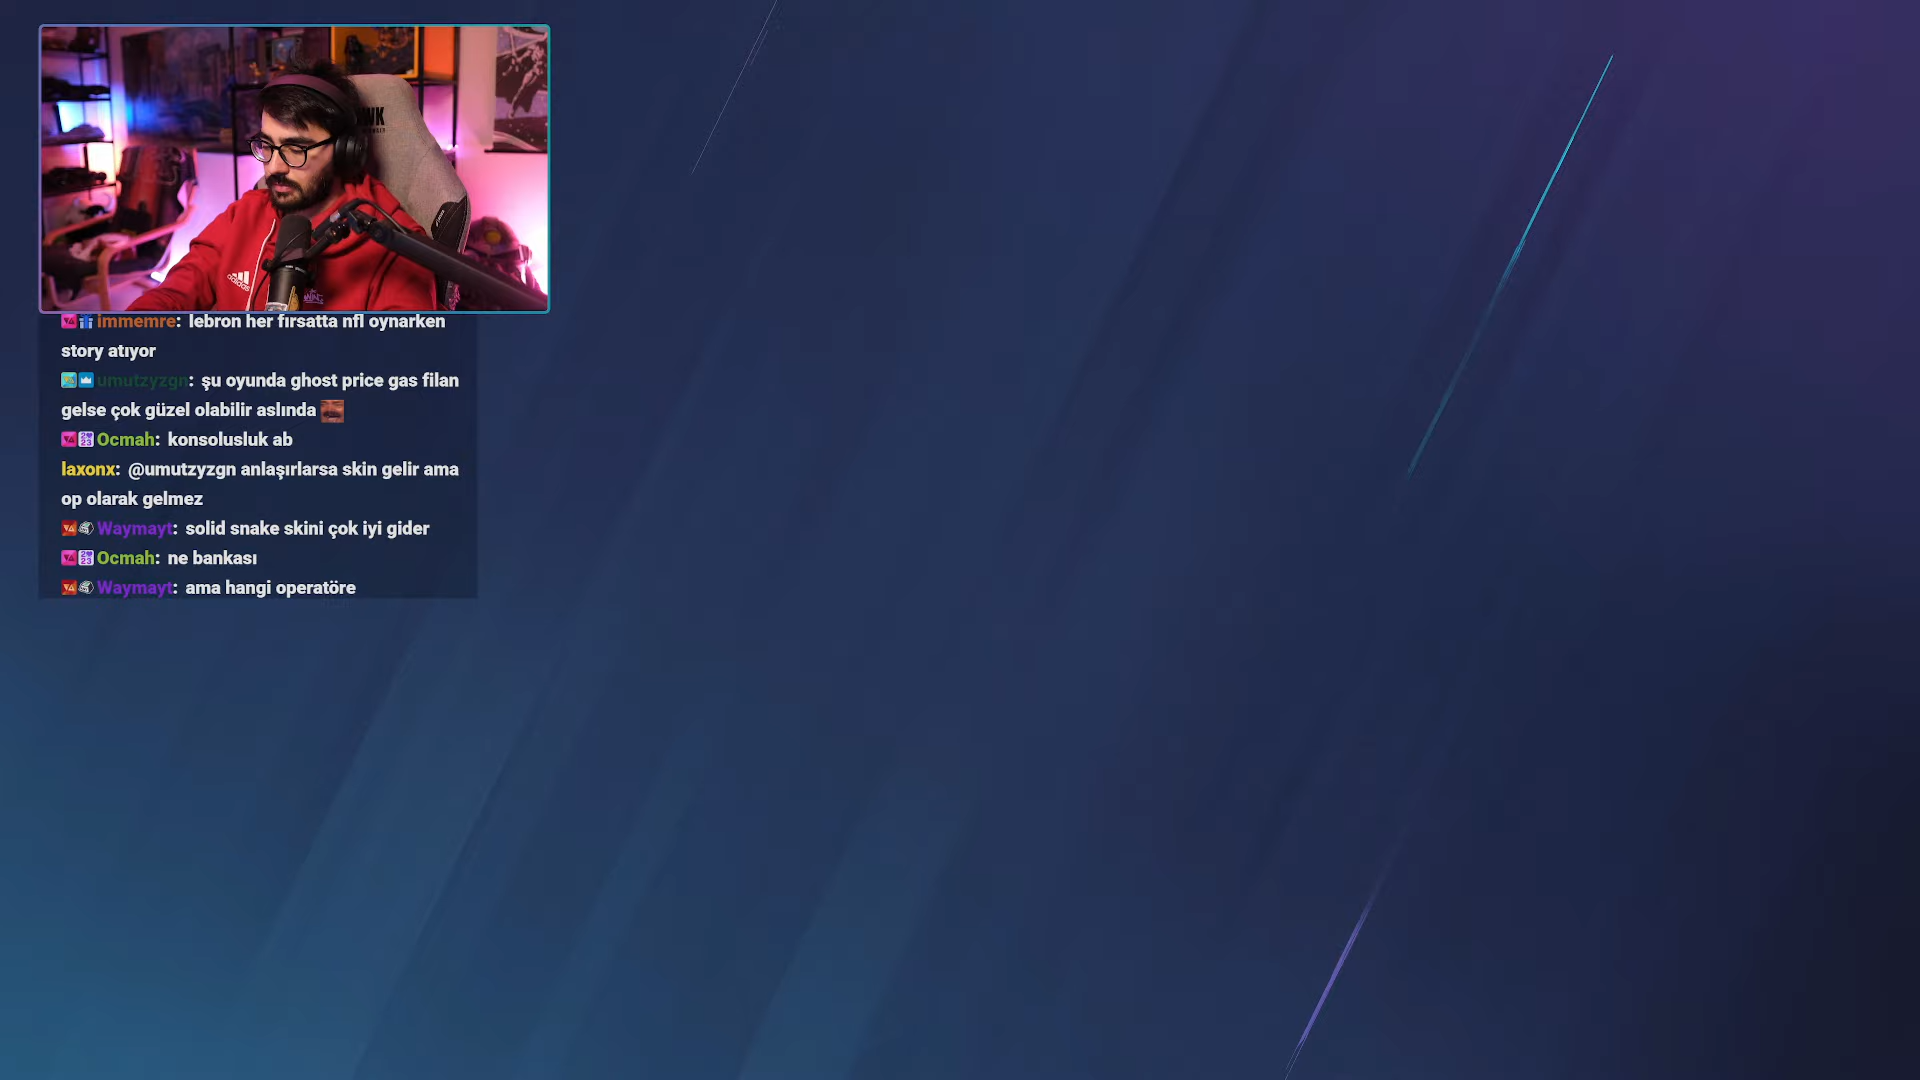 WK
adidas
immemre: lebron her fırsatta nfl oynarken
story atıyor
umutzyzgn: şu oyunda ghost price gas filan
gelse çok güzel olabilir aslında
Ocmah: konsolusluk ab
laxonx: @umutzyzgn anlaşırlarsa skin gelir ama
op olarak gelmez
Waymayt: solid snake skini çok iyi gider
Ocmah: ne bankası
Waymayt: ama hangi operatöre